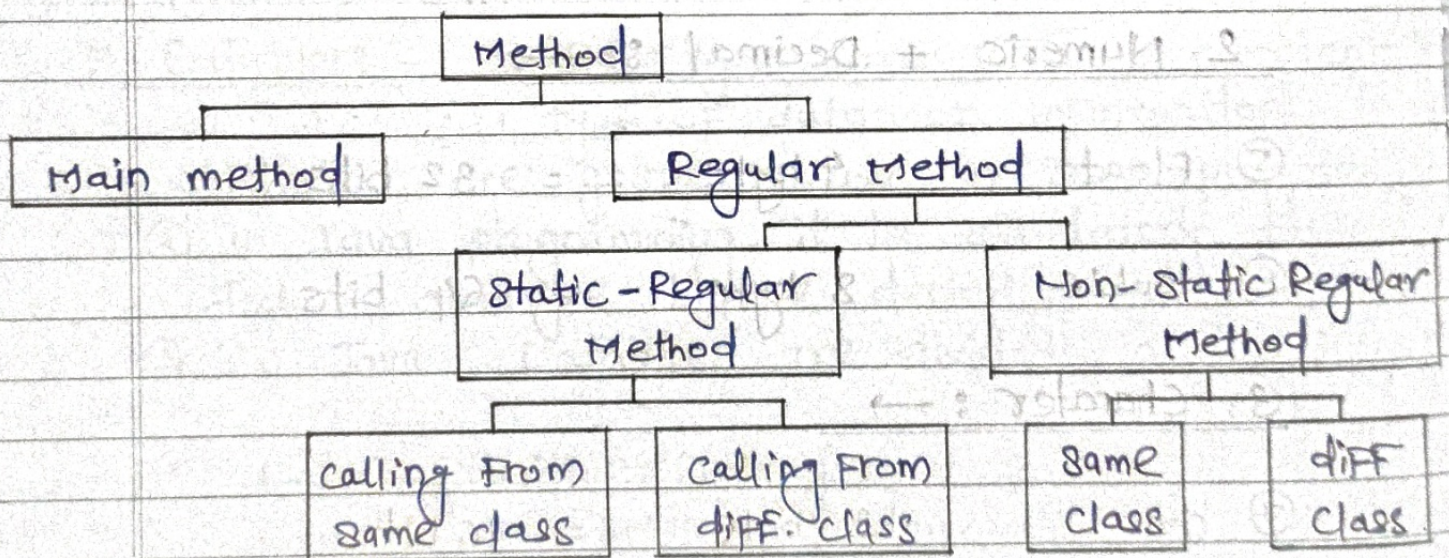 Method
Main method
Regular Method
static - Regular
Method
Non- Static Regular
Method
calling From
same class
calling From
diff. class
same
class
diff
class